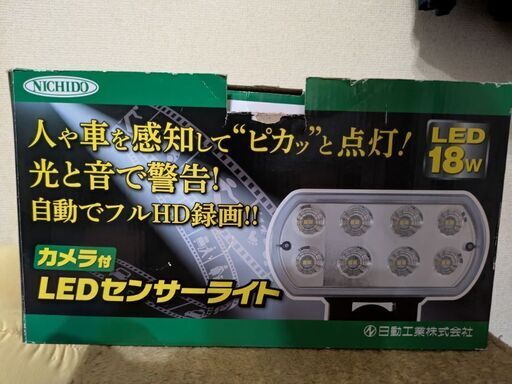 NICHIDO
人や車を感知して“ピカッ”と点灯!
光と音で警告!
自動でフルHD録画!!
LED
18W
カメラ付
LEDセンサーライト
日動工業株式会社